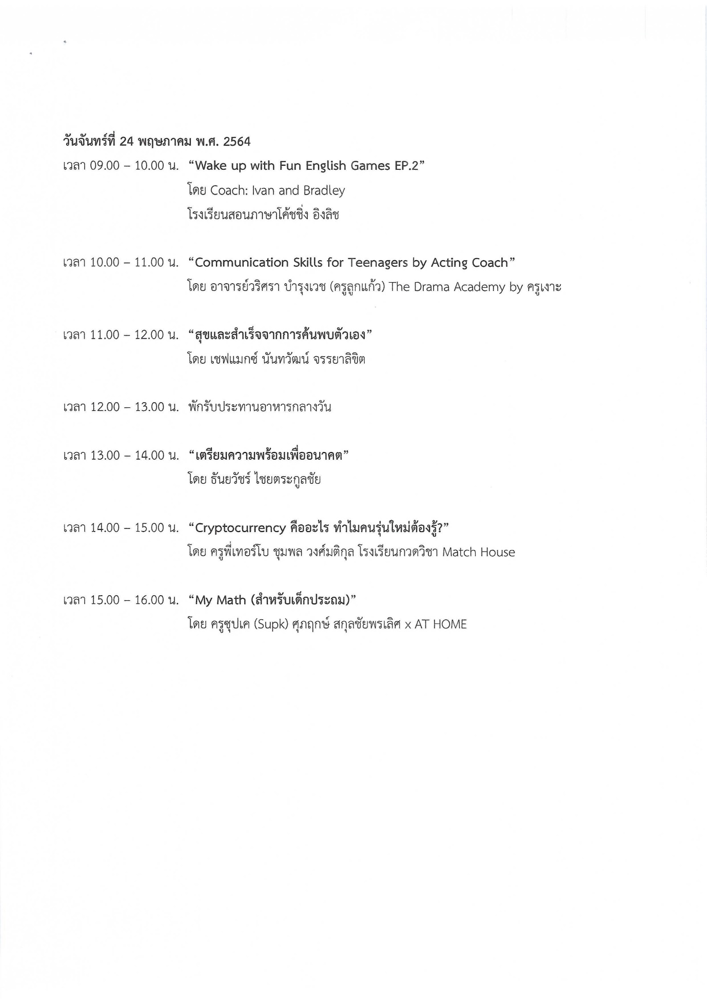 วันจันทร์ที่ 24 พฤษภาคม พ.ศ. 2564
เวลา 09.00 – 10.00 น. “Wake up with Fun English Games EP.2”
โดย Coach: Ivan and Bradley
โรงเรียนสอนภาษาโค้ชชิ่ง อิงลิช
เวลา 10.00 – 11.00 น. “Communication Skills for Teenagers by Acting Coach”
โดย อาจารย์วริศรา บำรุงเวช (ครูลูกแก้ว) The Drama Academy by ครูเงาะ
เวลา 11.00 – 12.00 น. “สุขและสำเร็จจากการค้นพบตัวเอง”
โดย เชฟแมกซ์ นันทวัฒน์ จรรยาลิขิต
เวลา 12.00 – 13.00 น. พักรับประทานอาหารกลางวัน
เวลา 13.00 – 14.00 น. “เตรียมความพร้อมเพื่ออนาคต”
โดย ธันยวัชร์ ไชยตระกูลชัย
เวลา 14.00 – 15.00 น. “Cryptocurrency คืออะไร ทำไมคนรุ่นใหม่ต้องรู้?”
โดย ครูพี่เทอร์โบ ชุมพล วงศ์มติกุล โรงเรียนกวดวิชา Match House
เวลา 15.00 – 16.00 น. “My Math (สำหรับเด็กประถม)”
โดย ครูซุปเค (Supk) ศุภฤกษ์ สกุลชัยพรเลิศ x AT HOME